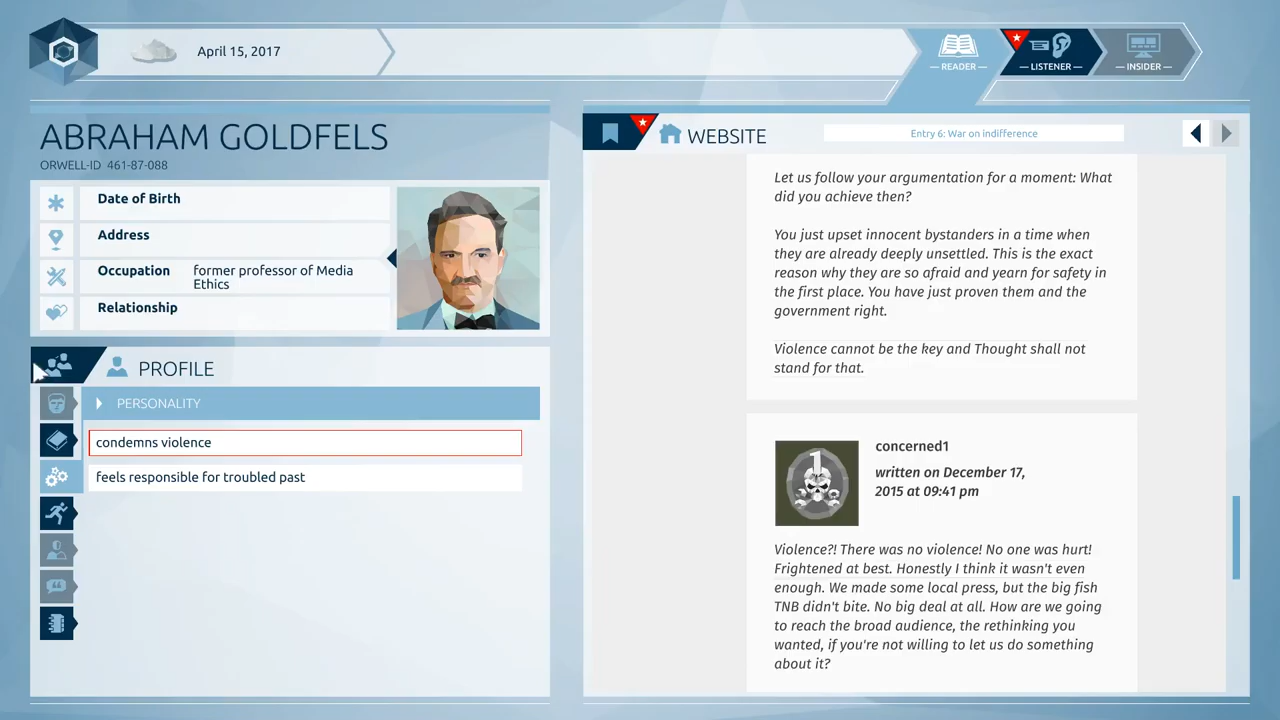 April 15, 2017
— READER —
— LISTENER —
— INSIDER —
ABRAHAM GOLDFELS
ORWELL-ID 461-87-088
Date of Birth
Address
Occupation former professor of Media
Ethics
Relationship
PROFILE
PERSONALITY
condemns violence
feels responsible for troubled past
WEBSITE
Entry 6: War on indifference
Let us follow your argumentation for a moment: What
did you achieve then?
You just upset innocent bystanders in a time when
they are already deeply unsettled. This is the exact
reason why they are so afraid and yearn for safety in
the first place. You have just proven them and the
government right.
Violence cannot be the key and Thought shall not
stand for that.
1
concerned1
written on December 17,
2015 at 09:41 pm
Violence?! There was no violence! No one was hurt!
Frightened at best. Honestly I think it wasn't even
enough. We made some local press, but the big fish
TNB didn't bite. No big deal at all. How are we going
to reach the broad audience, the rethinking you
wanted, if you're not willing to let us do something
about it?